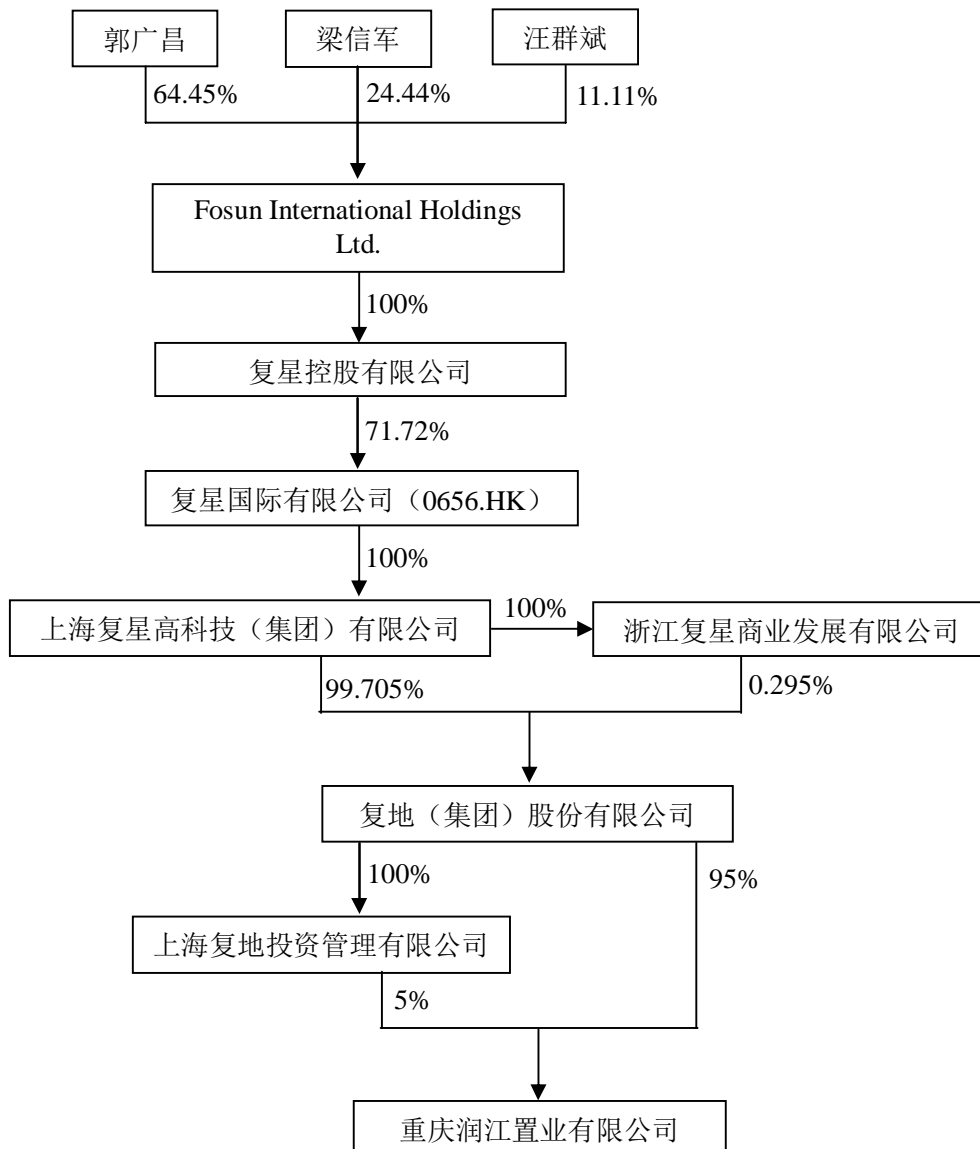 郭广昌
梁信军
汪群斌
64.45%
24.44%
11.11%
Fosun International Holdings
Ltd.
100%
复星控股有限公司
71.72%
复星国际有限公司（0656.HK）
100%
上海复星高科技（集团）有限公司
100%
浙江复星商业发展有限公司
99.705%
0.295%
复地（集团）股份有限公司
100%
95%
上海复地投资管理有限公司
5%
重庆润江置业有限公司